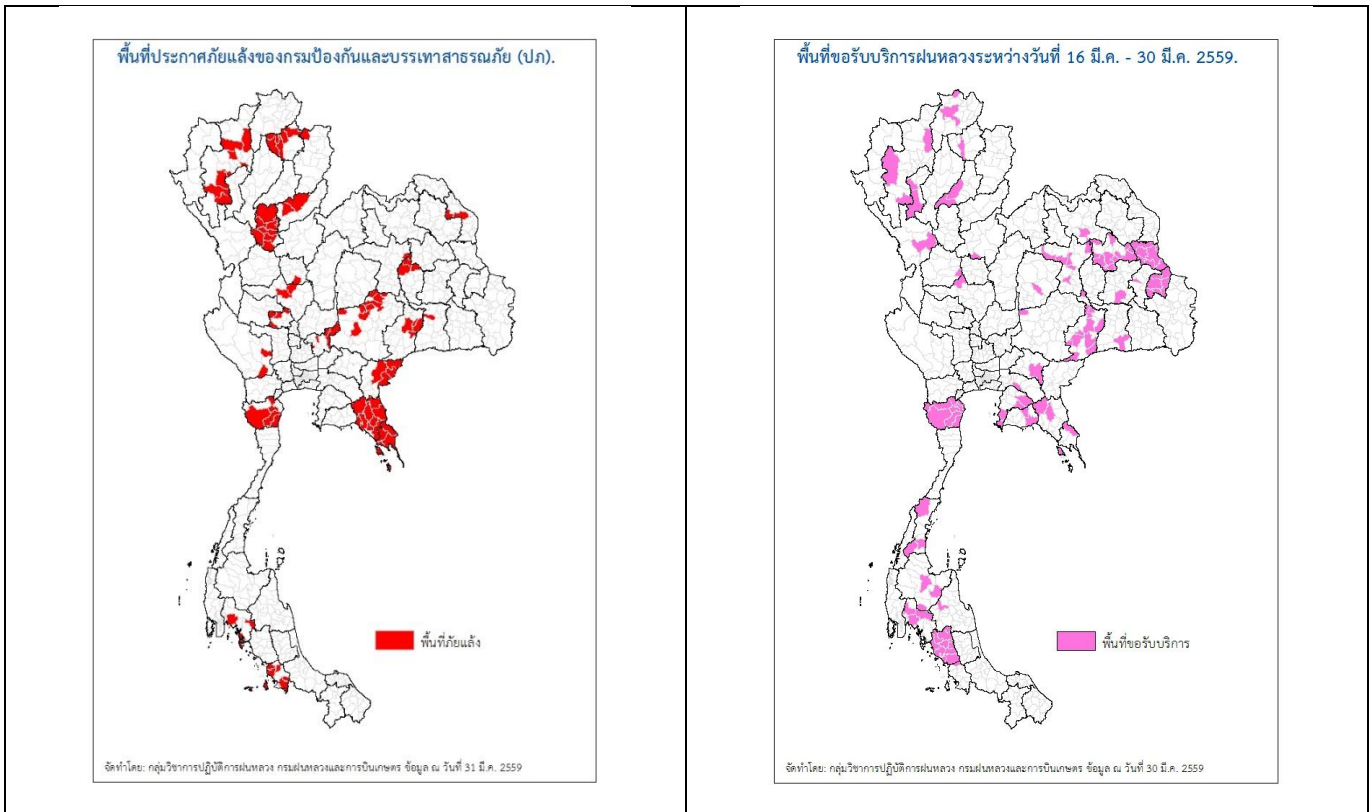 พื้นที่ประกาศภัยแล้งของกรมป้องกันและบรรเทาสาธารณภัย (ปภ).
พื้นที่ภัยแล้ง
จัดทำโดย: กลุ่มวิชาการปฏิบัติการฝนหลวง กรมฝนหลวงและการบินเกษตร ข้อมูล ณ วันที่ 31 มี.ค. 2559
พื้นที่ขอรับบริการฝนหลวงระหว่างวันที่ 16 มี.ค. - 30 มี.ค. 2559.
พื้นที่ขอรับบริการ
จัดทำโดย: กลุ่มวิชาการปฏิบัติการฝนหลวง กรมฝนหลวงและการบินเกษตร ข้อมูล ณ วันที่ 30 มี.ค. 2559